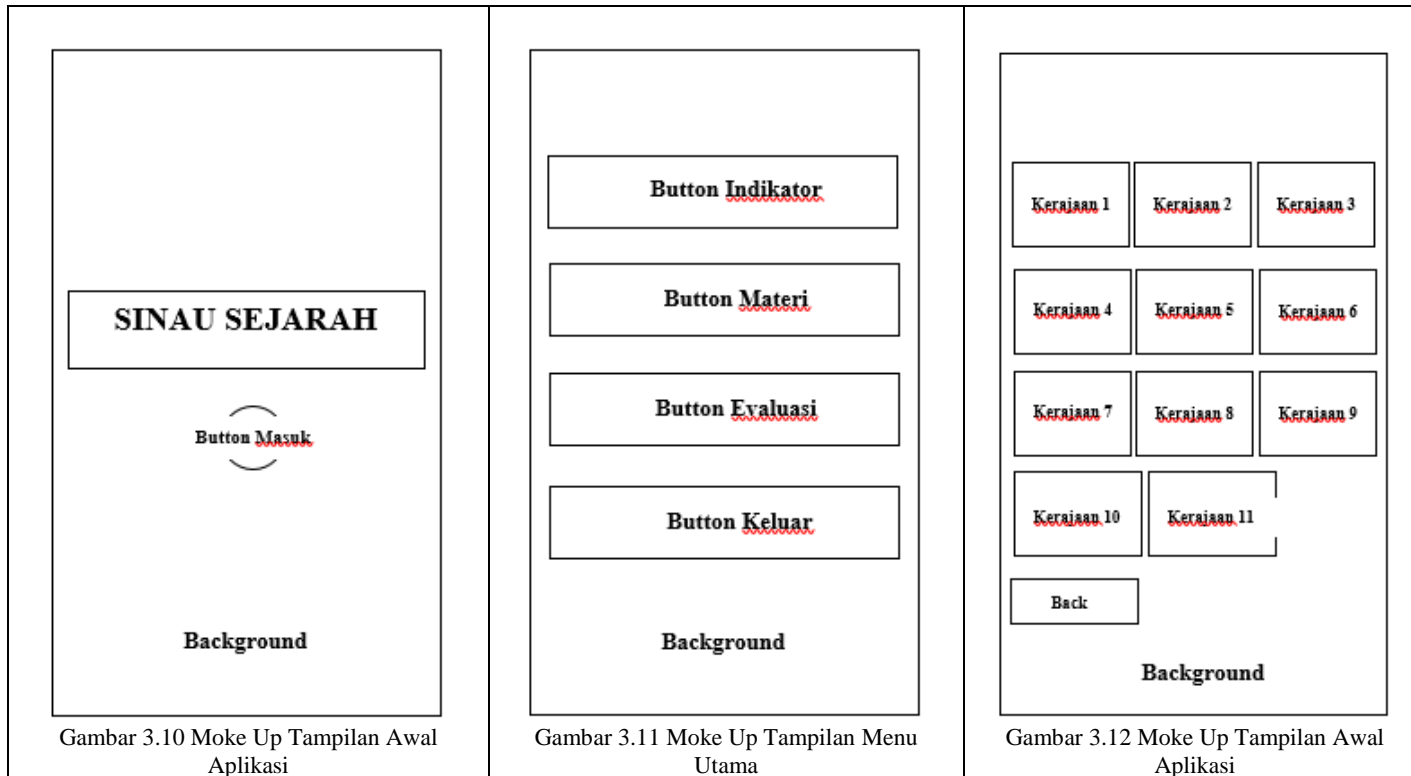 SINAU SEJARAH
Button Masuk
Background
Gambar 3.10 Moke Up Tampilan Awal
Aplikasi
Button Indikator
Button Materi
Button Evaluasi
Button Keluar
Background
Gambar 3.11 Moke Up Tampilan Menu
Utama
Kerajaan 1 Kerajaan 2 Kerajaan 3
Kerajaan 4 Kerajaan 5 Kerajaan 6
Kerajaan 7 Kerajaan 8 Kerajaan 9
Kerajaan 10 Kerajaan 11
Back
Background
Gambar 3.12 Moke Up Tampilan Awal
Aplikasi